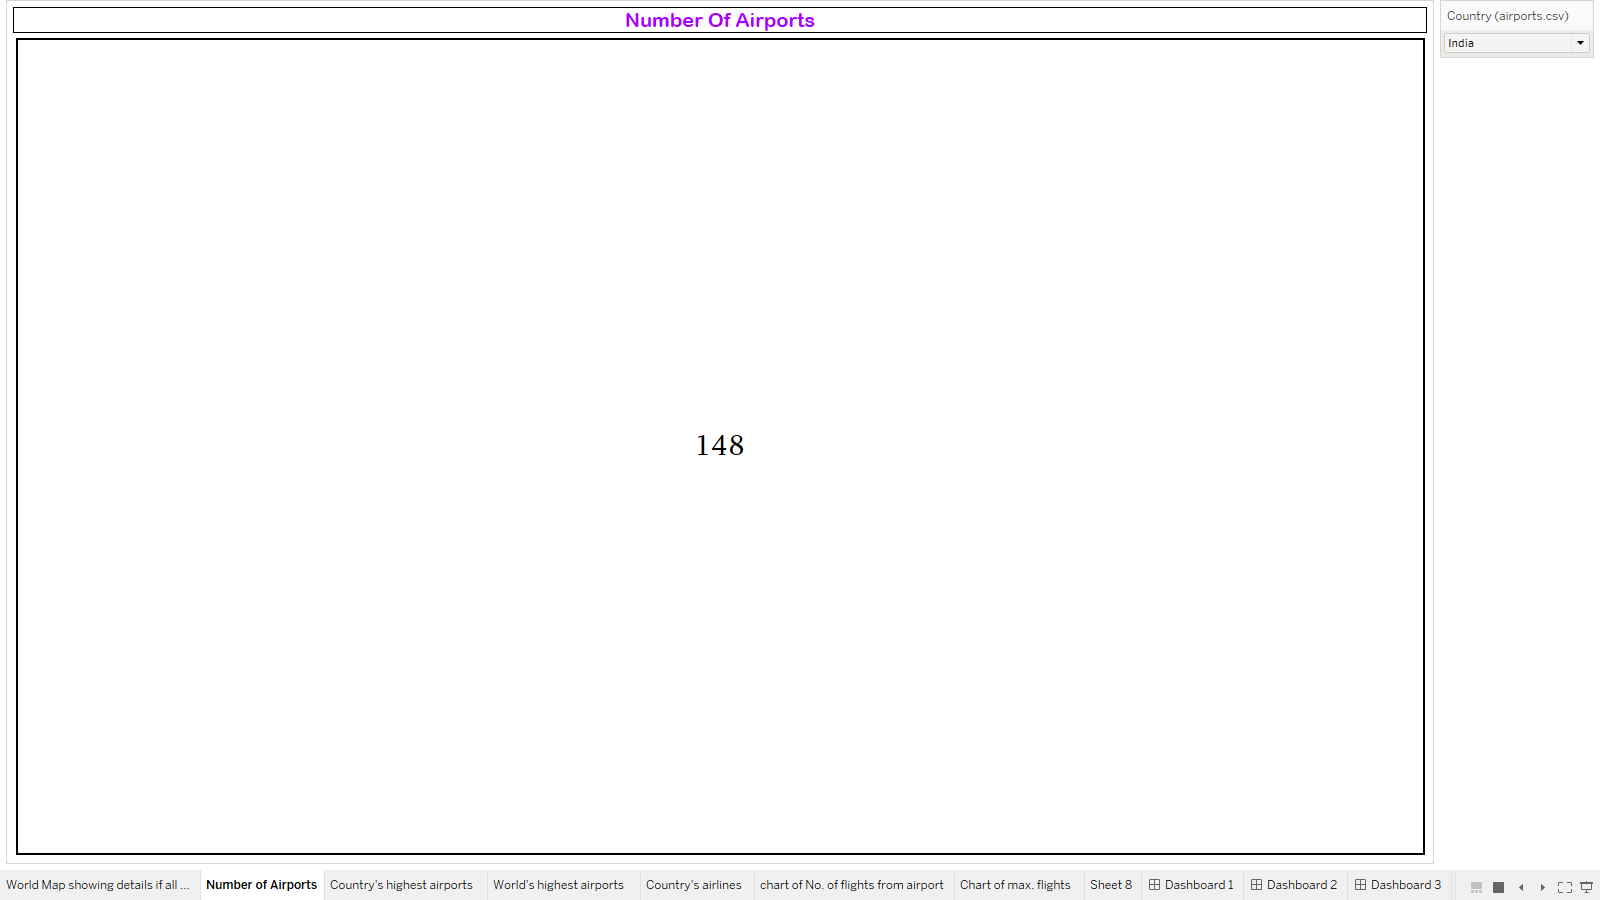 Number Of Airports
Country (airports.csv)
India
148
World Map showing details if all ...
Number of Airports
Country's highest airports
World's highest airports
Country's airlines
chart of No. of flights from airport
Chart of max. flights
Sheet 8
Dashboard 1
Dashboard 2
Dashboard 3